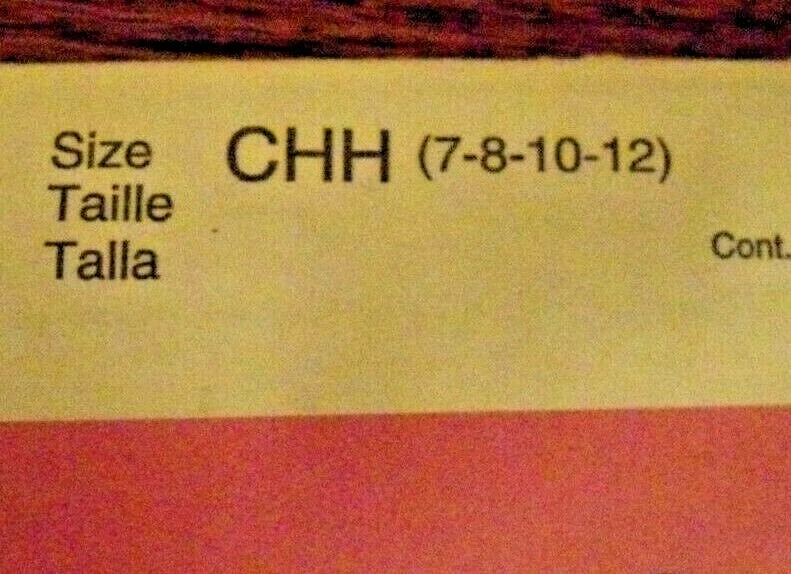 Size CHH (7-8-10-12)
Taille
Talla
Cont.